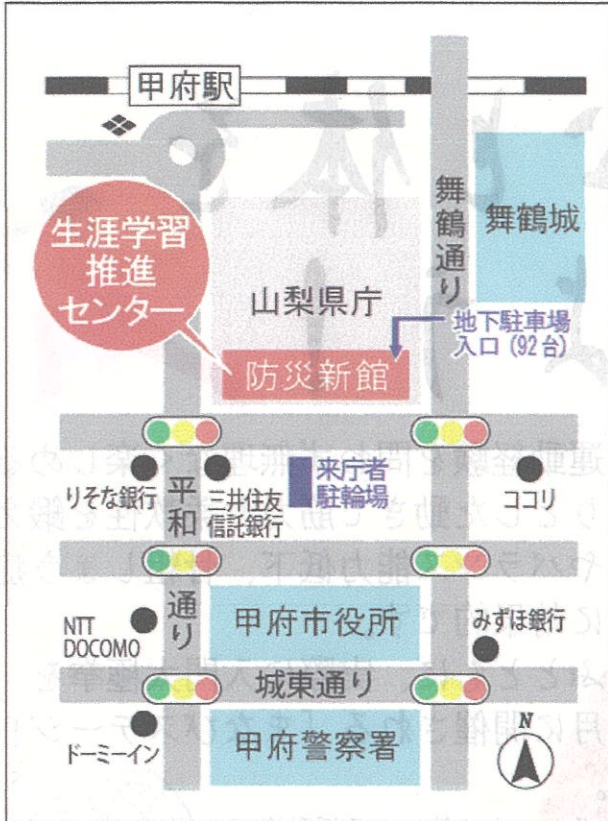 甲府駅
舞鶴通り
舞鶴城
生涯学習
推進
センター
山梨県庁
地下駐車場
入口(92台)
防災新館
りそな銀行
平和
通り
三井住友
信託銀行
来庁者
駐輪場
ココリ
NTT
DOCOMO
甲府市役所
みずほ銀行
城東通り
ドーミーイン
甲府警察署
N